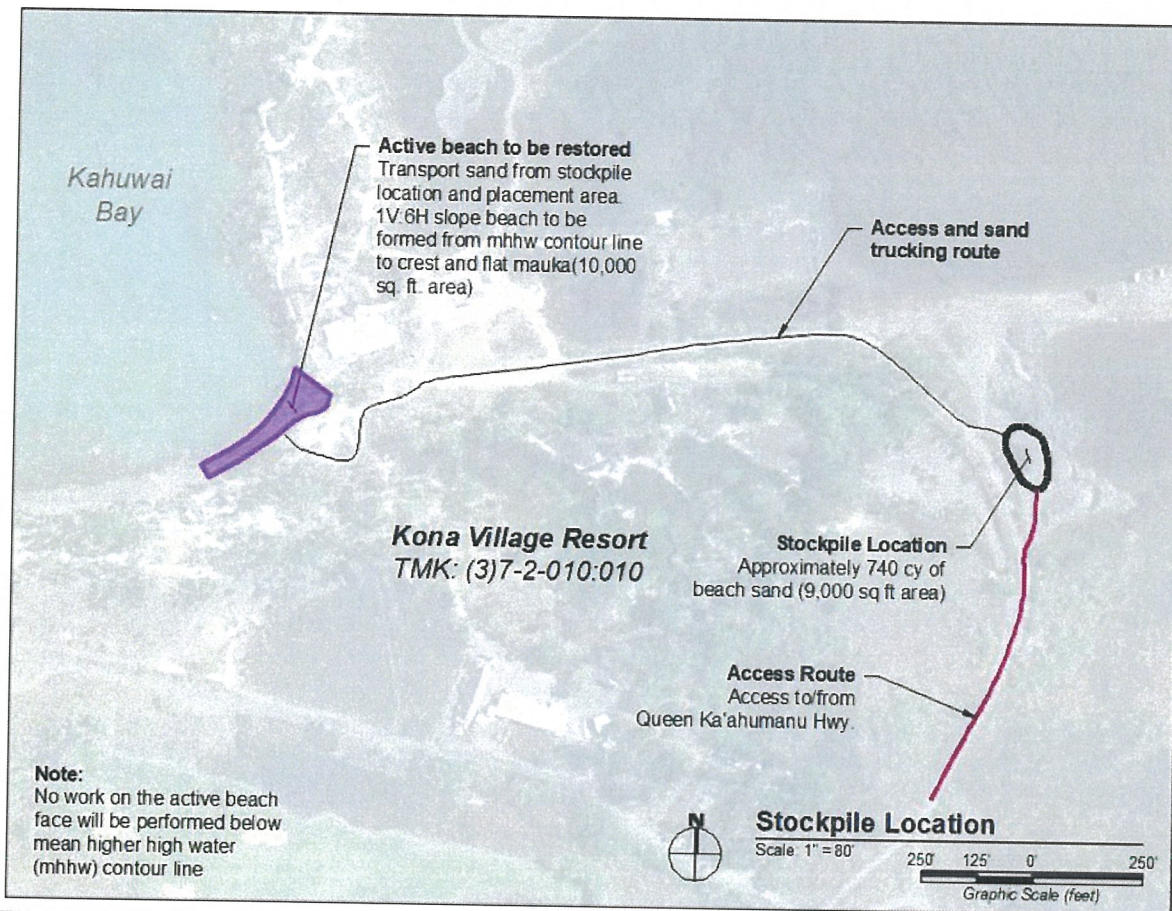 Kahuwai
Bay
Active beach to be restored
Transport sand from stockpile
location and placement area.
1V:6H slope beach to be
formed from mhhw contour line
to crest and flat mauka(10,000
sq. ft. area)
Access and sand
trucking route
Kona Village Resort
TMK: (3)7-2-010:010
Stockpile Location
Approximately 740 cy of
beach sand (9,000 sq ft area)
Access Route
Access to/from
Queen Ka'ahumanu Hwy.
Note:
No work on the active beach
face will be performed below
mean higher high water
(mhhw) contour line
N
Stockpile Location
Scale: 1" = 80'
250' 125' 0' 250'
Graphic Scale (feet)